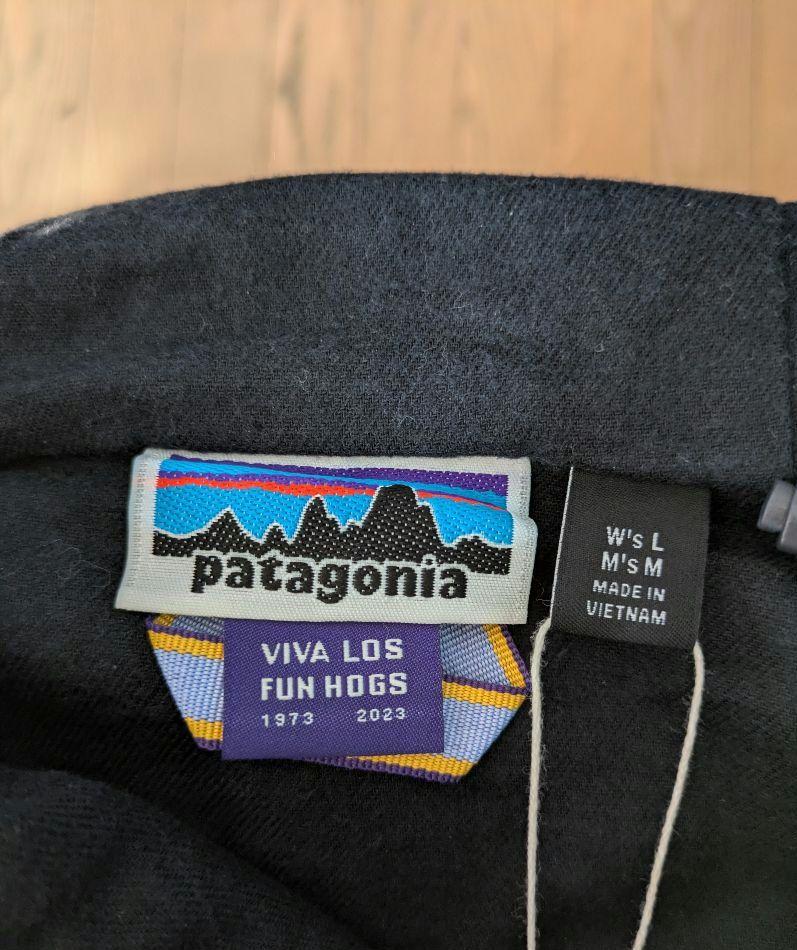 patagonia
VIVA LOS
FUN HOGS
1973 2023
W's L
M's M
MADE IN
VIETNAM